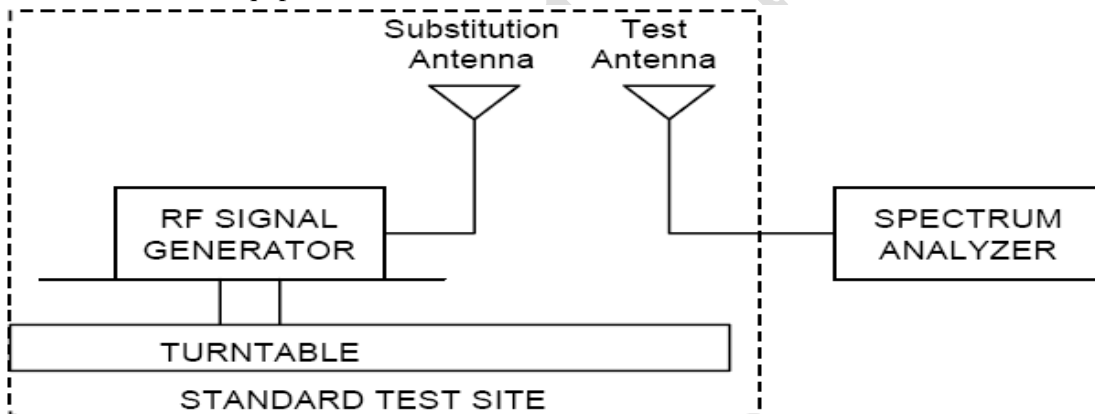 Substitution
Antenna
Test
Antenna
RF SIGNAL
GENERATOR
SPECTRUM
ANALYZER
TURNTABLE
STANDARD TEST SITE